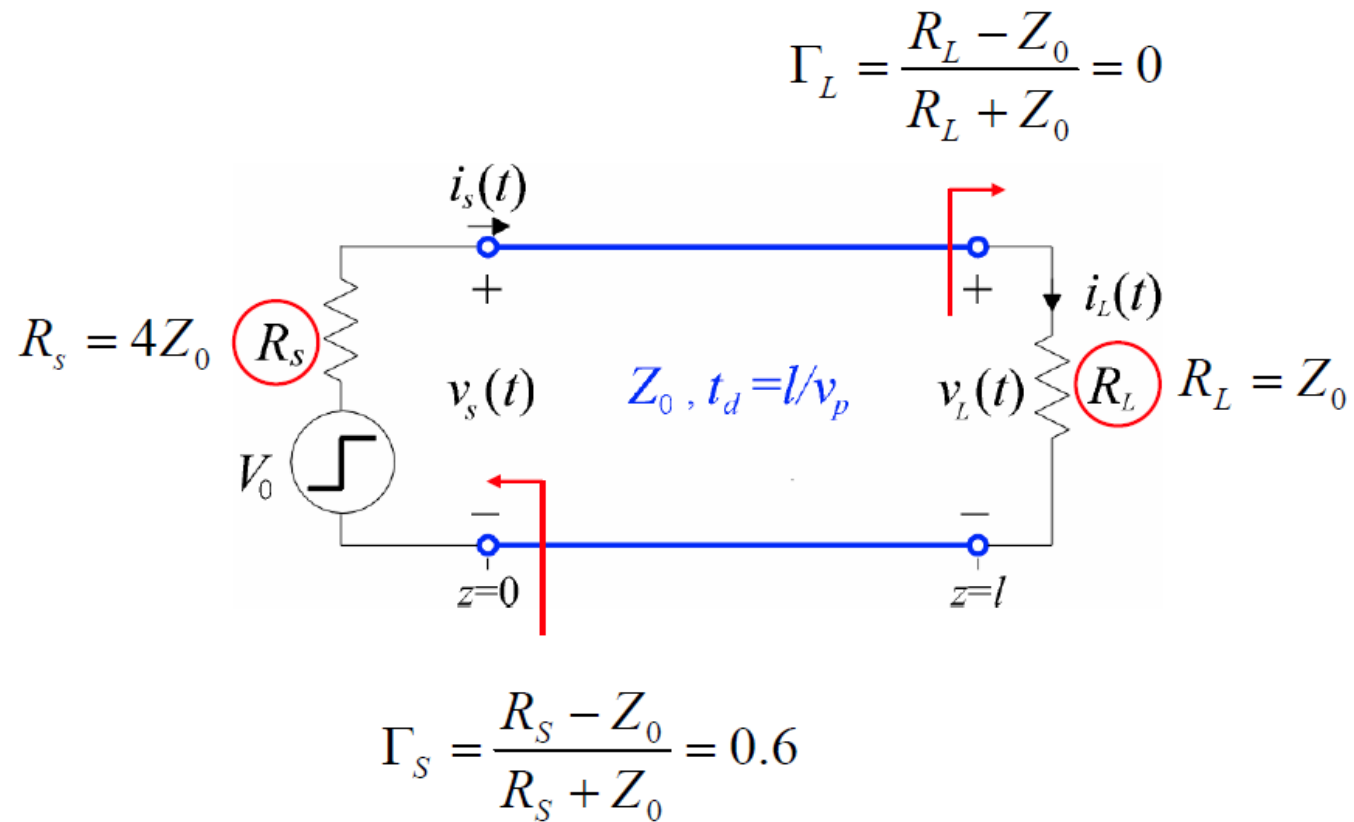 Γ_L = (R_L − Z_0) / (R_L + Z_0) = 0
i_s(t)
R_s = 4Z_0
R_s
V_0
+
v_s(t)
−
Z_0 , t_d =l/v_p
+
v_L(t)
−
i_L(t)
R_L
R_L = Z_0
z=0
z=l
Γ_S = (R_S − Z_0) / (R_S + Z_0) = 0.6